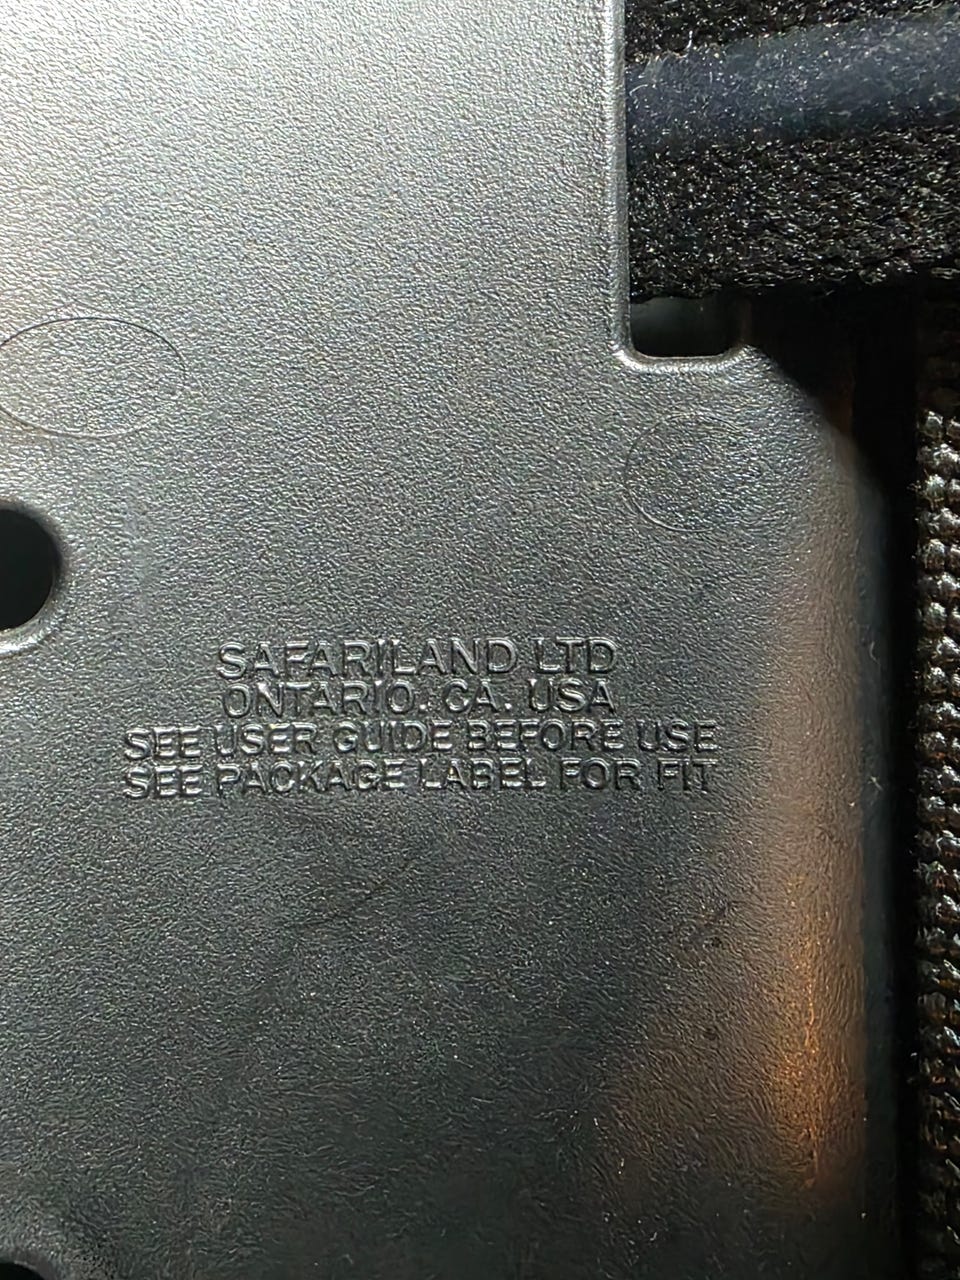 SAFARILAND LTD
ONTARIO. CA. USA
SEE USER GUIDE BEFORE USE
SEE PACKAGE LABEL FOR FIT